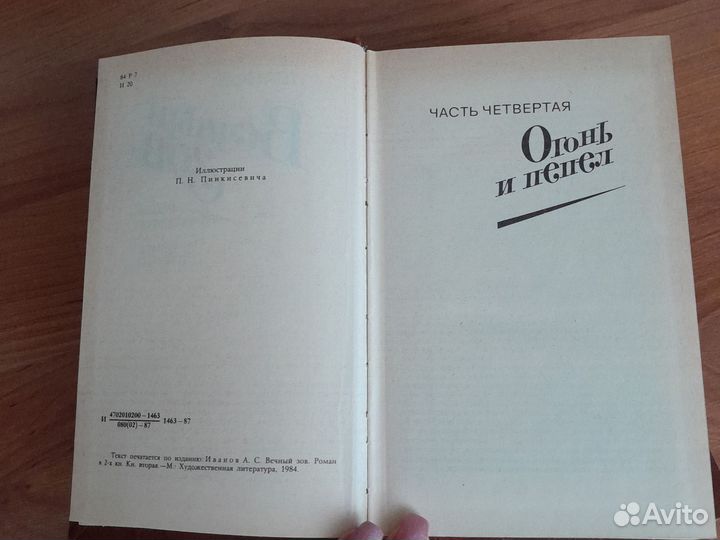 84 Р 7
И 20
Иллюстрации
П. Н. Пинкисевича
И 4702010200—1463
080(02)—87
1463—87
Текст печатается по изданию: Иванов А. С. Вечный зов. Роман
в 2-х кн. Кн. вторая.—М.: Художественная литература, 1984.
ЧАСТЬ ЧЕТВЕРТАЯ
Огонь
и пепел
Avito